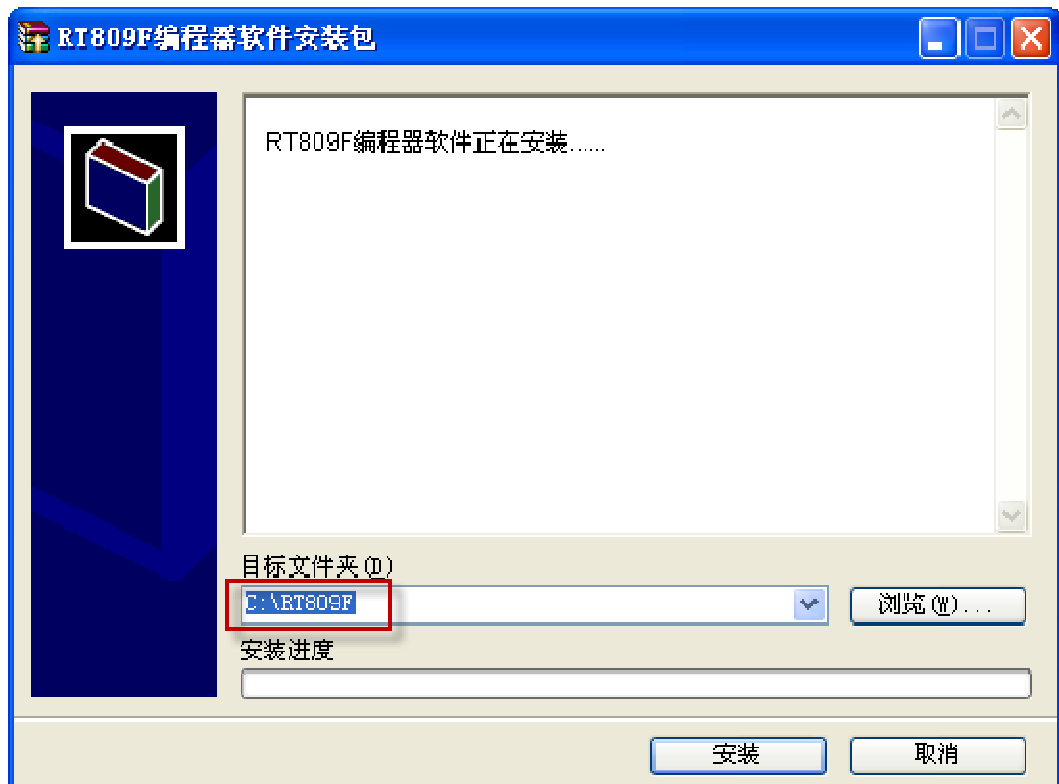 RT809F编程器软件安装包
RT809F编程器软件正在安装......
目标文件夹(D)
C:\RT809F
浏览(W)...
安装进度
安装
取消